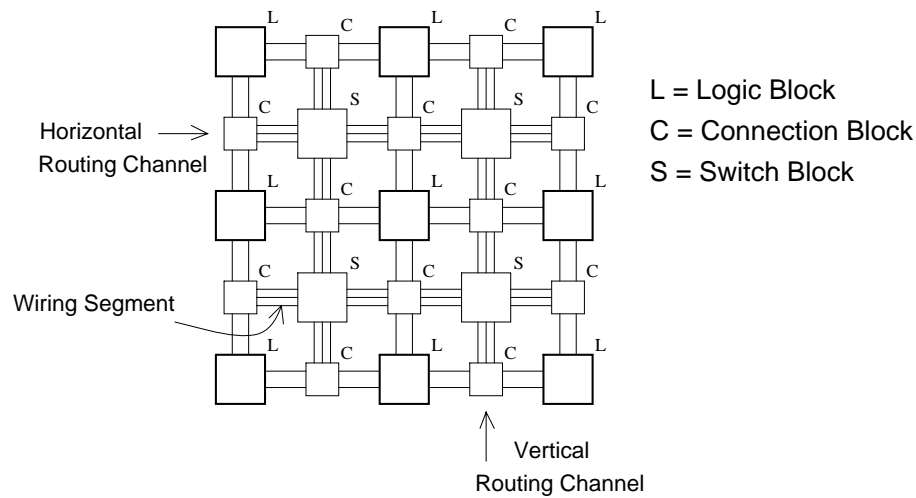 L C L C L
C S C S C
L C L C L
C S C S C
L C L C L
Horizontal
Routing Channel
Wiring Segment
Vertical
Routing Channel
L = Logic Block
C = Connection Block
S = Switch Block